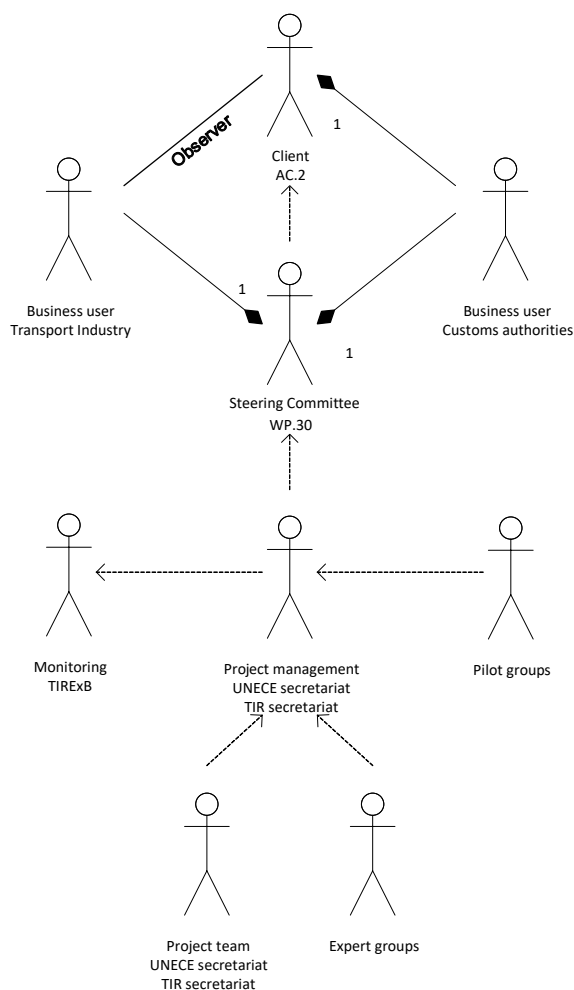 Observer
1
Client
AC.2
Business user
Transport Industry
Business user
Customs authorities
1
1
Steering Committee
WP.30
Monitoring
TIRExB
Project management
UNECE secretariat
TIR secretariat
Pilot groups
Project team
UNECE secretariat
TIR secretariat
Expert groups